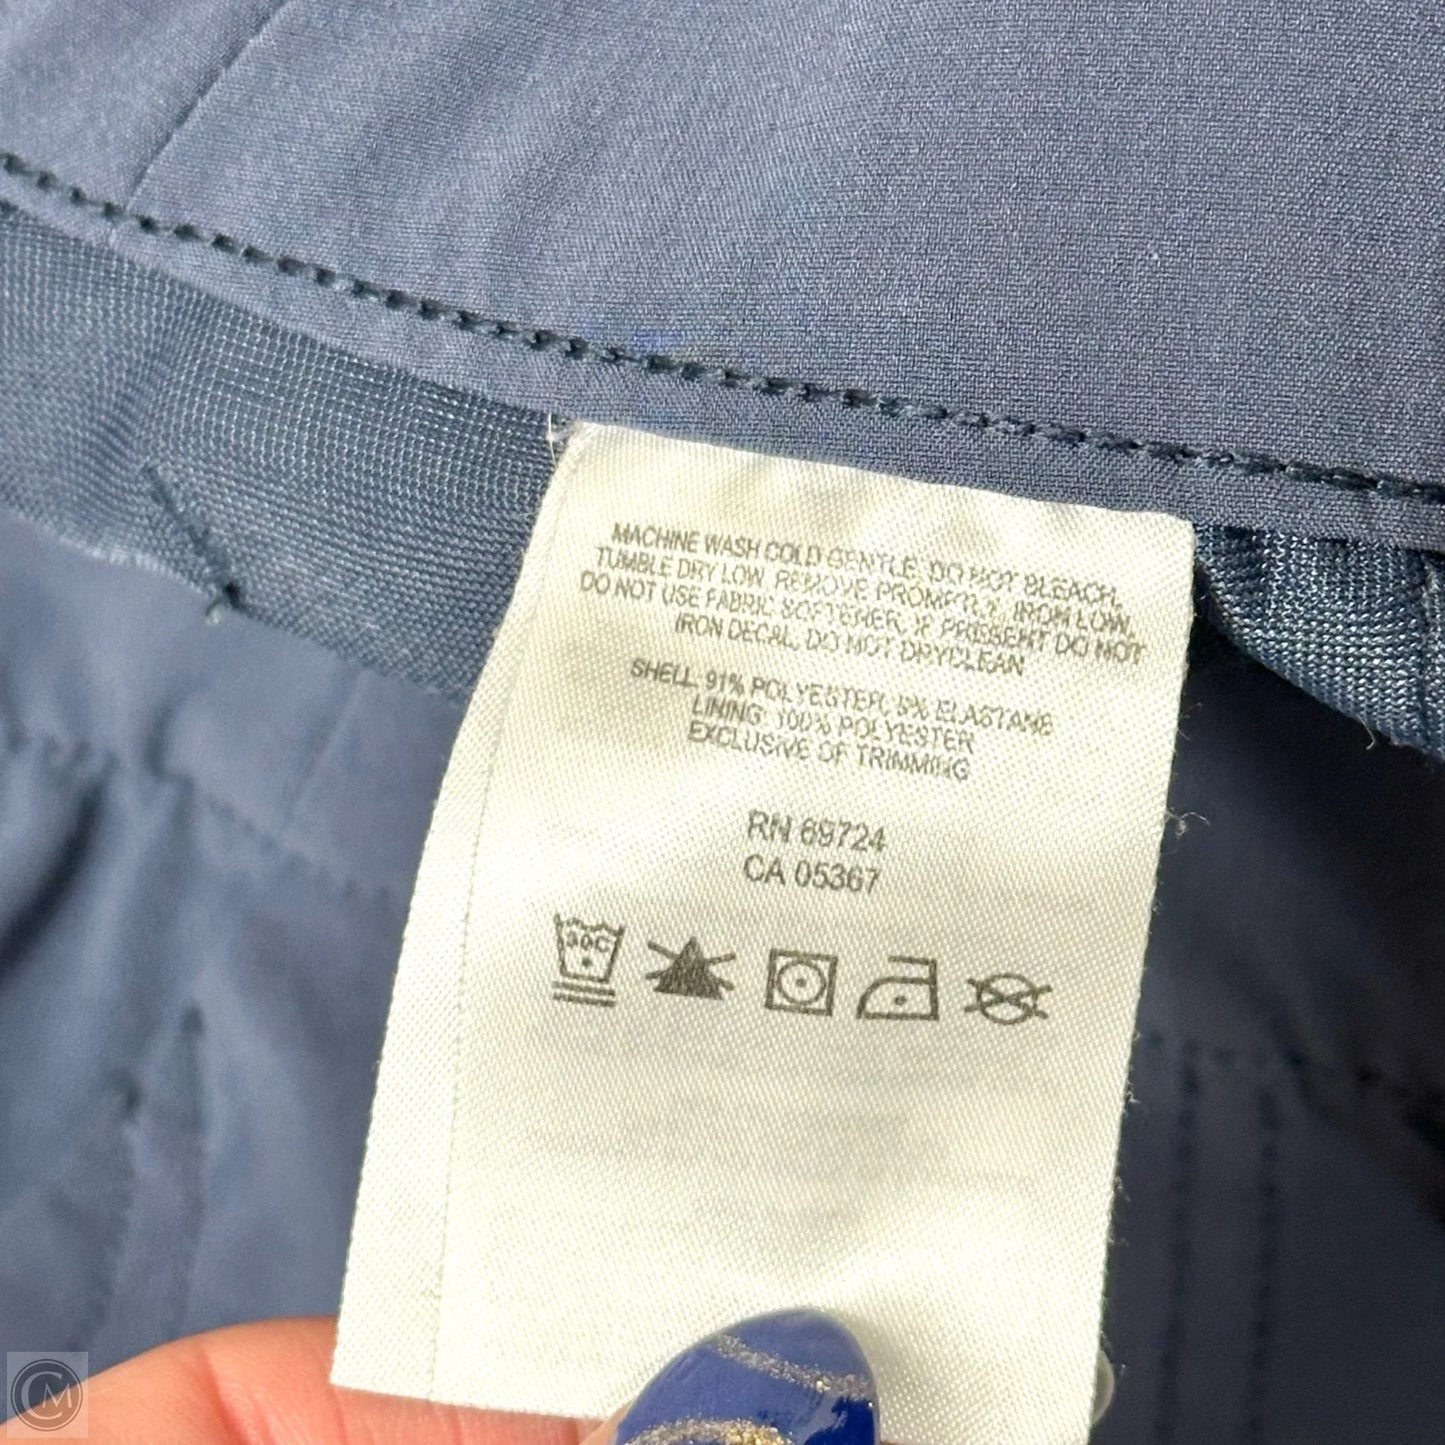 MACHINE WASH COLD GENTLE, DO NOT BLEACH,
TUMBLE DRY LOW, REMOVE PROMPTLY, IRON LOW,
DO NOT USE FABRIC SOFTENER, IF PRESENT DO NOT
IRON DECAL, DO NOT DRYCLEAN
SHELL 91% POLYESTER, 9% ELASTANE
LINING: 100% POLYESTER
EXCLUSIVE OF TRIMMING
RN 69724
CA 05367
30C
CM